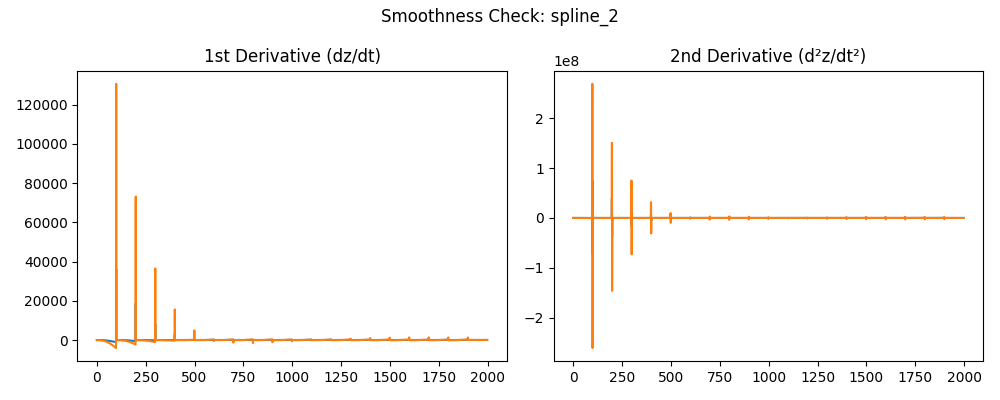 Smoothness Check: spline_2
1st Derivative (dz/dt)
120000
100000
80000
60000
40000
20000
0
0 250 500 750 1000 1250 1500 1750 2000
2nd Derivative (d²z/dt²)
1e8
2
1
0
−1
−2
0 250 500 750 1000 1250 1500 1750 2000